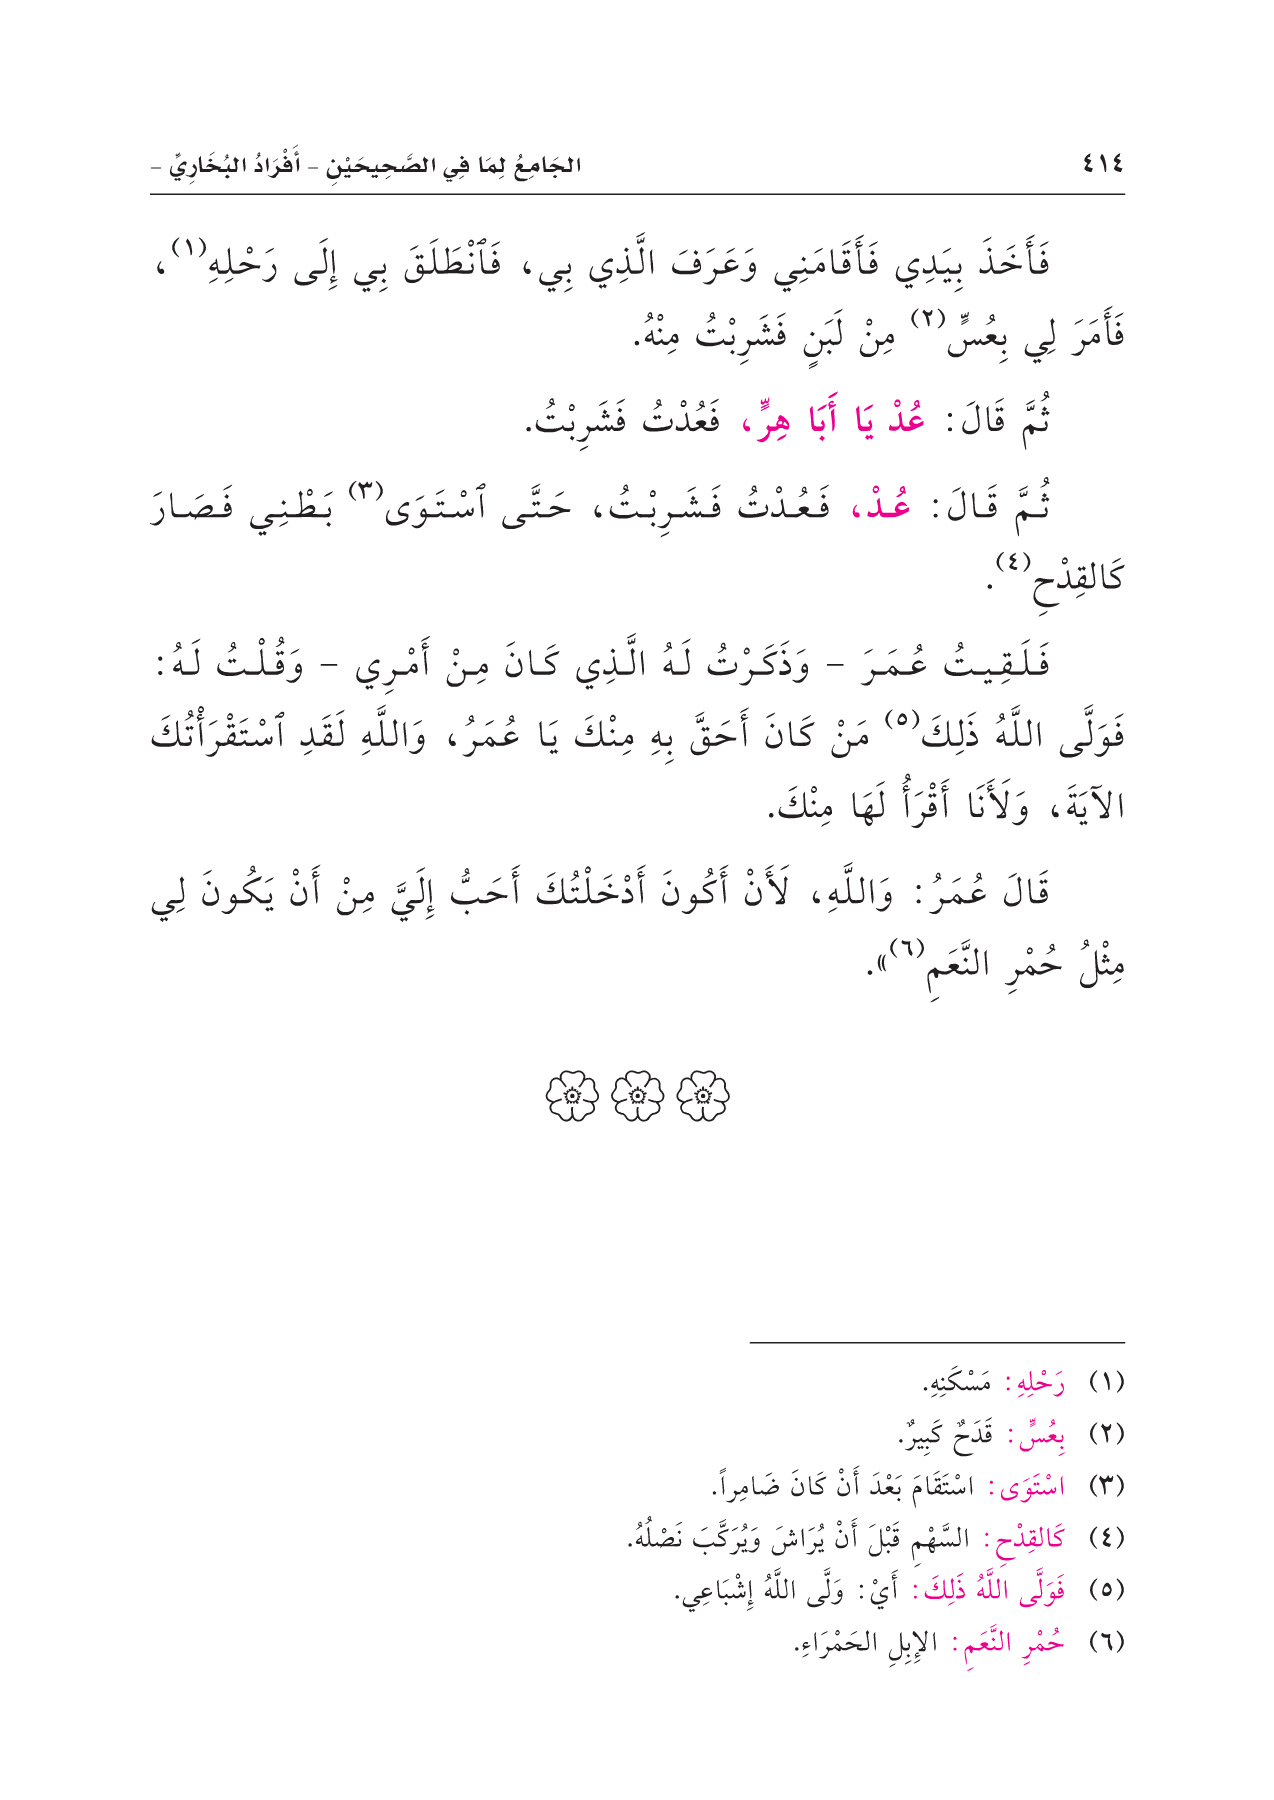 ٤١٤
الجَامِعُ لِمَا فِي الصَّحِيحَيْنِ – أَفْرَادُ البُخَارِيِّ –
فَأَخَذَ بِيَدِي فَأَقَامَنِي وَعَرَفَ الَّذِي بِي، فَٱنْطَلَقَ بِي إِلَى رَحْلِهِ(١)،
فَأَمَرَ لِي بِعُسٍّ(٢) مِنْ لَبَنٍ فَشَرِبْتُ مِنْهُ.
ثُمَّ قَالَ: عُدْ يَا أَبَا هِرٍّ، فَعُدْتُ فَشَرِبْتُ.
ثُمَّ قَالَ: عُدْ، فَعُدْتُ فَشَرِبْتُ، حَتَّى ٱسْتَوَى(٣) بَطْنِي فَصَارَ
كَالقِدْحِ(٤).
فَلَقِيتُ عُمَرَ – وَذَكَرْتُ لَهُ الَّذِي كَانَ مِنْ أَمْرِي – وَقُلْتُ لَهُ:
فَوَلَّى اللَّهُ ذَلِكَ(٥) مَنْ كَانَ أَحَقَّ بِهِ مِنْكَ يَا عُمَرُ، وَاللَّهِ لَقَدِ ٱسْتَقْرَأْتُكَ
الآيَةَ، وَلَأَنَا أَقْرَأُ لَهَا مِنْكَ.
قَالَ عُمَرُ: وَاللَّهِ، لَأَنْ أَكُونَ أَدْخَلْتُكَ أَحَبُّ إِلَيَّ مِنْ أَنْ يَكُونَ لِي
مِثْلُ حُمْرِ النَّعَمِ(٦)».
(١) رَحْلِهِ: مَسْكَنِهِ.
(٢) بِعُسٍّ: قَدَحٌ كَبِيرٌ.
(٣) اسْتَوَى: اسْتَقَامَ بَعْدَ أَنْ كَانَ ضَامِراً.
(٤) كَالقِدْحِ: السَّهْمِ قَبْلَ أَنْ يُرَاشَ وَيُرَكَّبَ نَصْلُهُ.
(٥) فَوَلَّى اللَّهُ ذَلِكَ: أَيْ: وَلَّى اللَّهُ إِشْبَاعِي.
(٦) حُمْرِ النَّعَمِ: الإِبِلِ الحَمْرَاءِ.